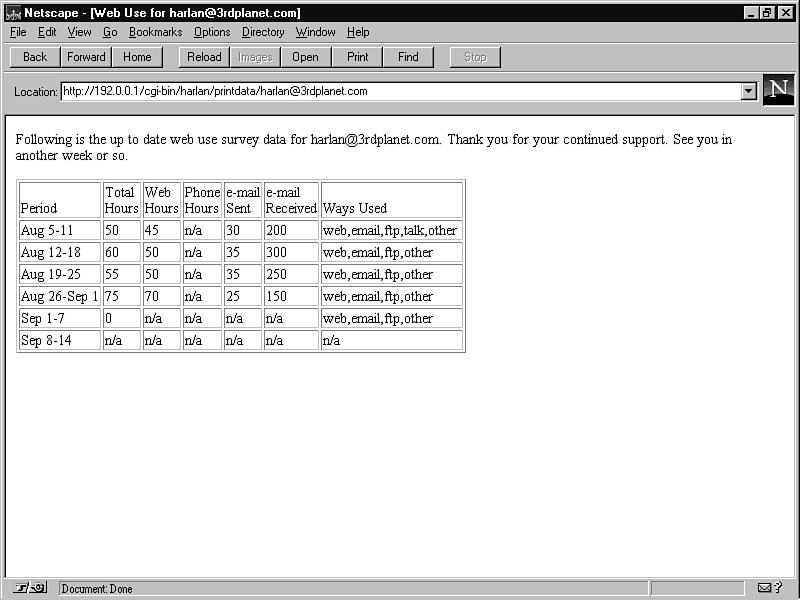 Netscape - [Web Use for harlan@3rdplanet.com]
File Edit View Go Bookmarks Options Directory Window Help
Back Forward Home Reload Images Open Print Find Stop
Location: http://192.0.0.1/cgi-bin/harlan/printdata/harlan@3rdplanet.com
N
Following is the up to date web use survey data for harlan@3rdplanet.com. Thank you for your continued support. See you in
another week or so.
Period Total Hours Web Hours Phone Hours e-mail Sent e-mail Received Ways Used
Aug 5-11 50 45 n/a 30 200 web,email,ftp,talk,other
Aug 12-18 60 50 n/a 35 300 web,email,ftp,other
Aug 19-25 55 50 n/a 35 250 web,email,ftp,other
Aug 26-Sep 1 75 70 n/a 25 150 web,email,ftp,other
Sep 1-7 0 n/a n/a n/a n/a web,email,ftp,other
Sep 8-14 n/a n/a n/a n/a n/a n/a
Document: Done
?